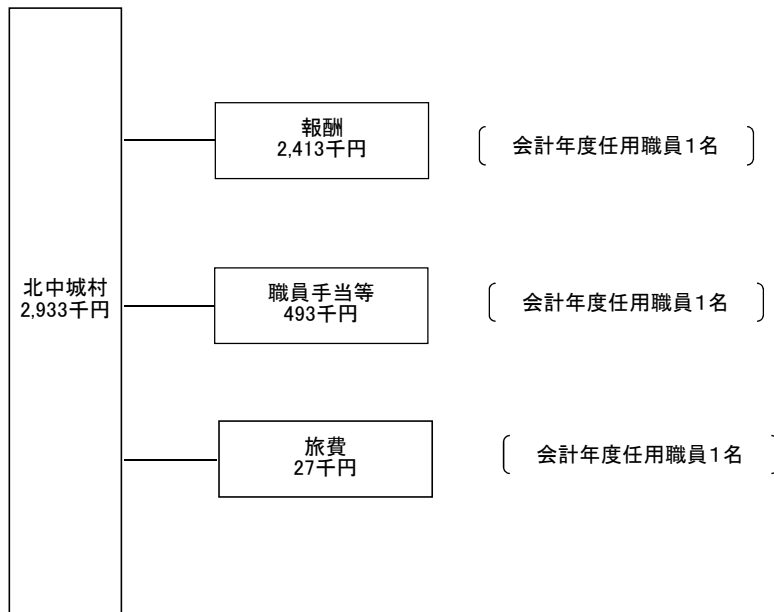 報酬
2,413千円
会計年度任用職員1名
北中城村
2,933千円
職員手当等
493千円
会計年度任用職員1名
旅費
27千円
会計年度任用職員1名